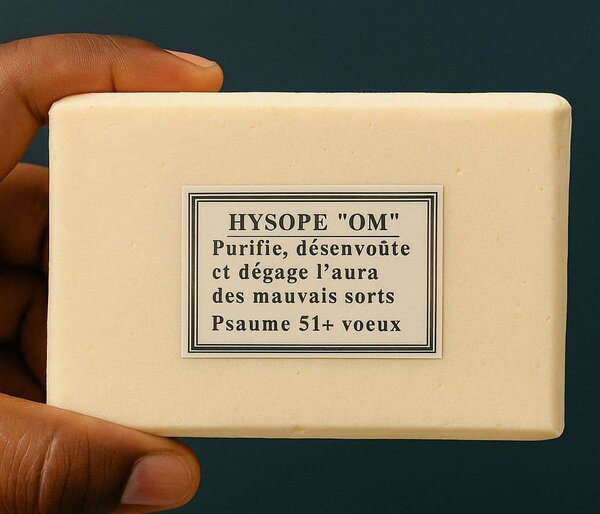 HYSOPE "OM"
Purifie, désenvoûte
ct dégage l’aura
des mauvais sorts
Psaume 51+ voeux